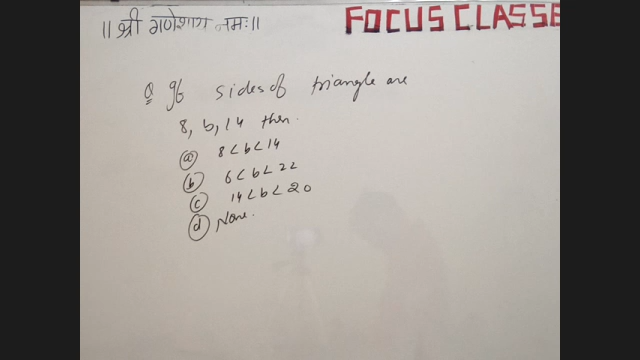 ॥ श्री गणेशाय नमः॥
FOCUS CLASSE
Q If sides of triangle are
8, b, 14 then.
(a) 8 < b < 14
(b) 6 < b < 22
(c) 14 < b < 20
(d) None.